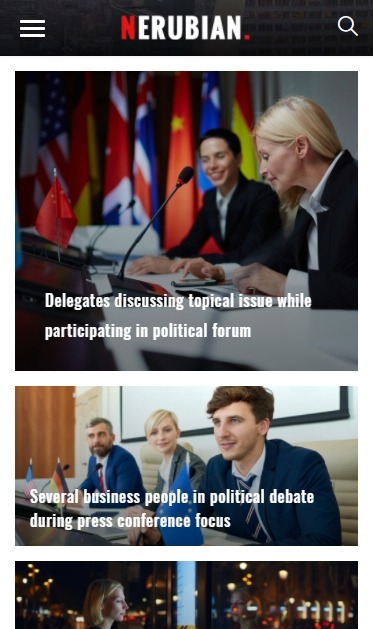 NERUBIAN.
Delegates discussing topical issue while
participating in political forum
Several business people in political debate
during press conference focus